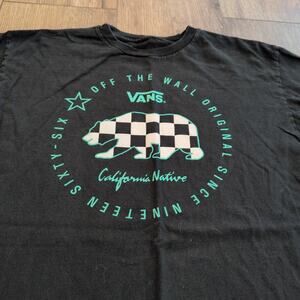 OFF THE WALL ORIGINAL SINCE NINETEEN SIXTY-SIX
VANS.
California Native